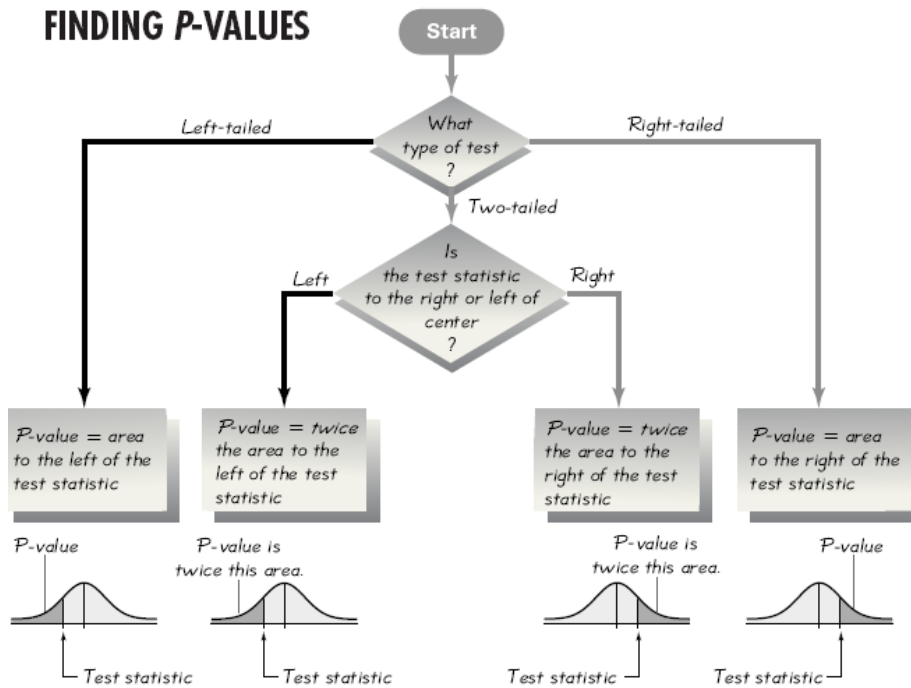 FINDING P-VALUES
Start
Left-tailed
What
type of test
?
Right-tailed
Two-tailed
Left
Is
the test statistic
to the right or left of
center
?
Right
P-value = area
to the left of the
test statistic
P-value = twice
the area to the
left of the test
statistic
P-value = twice
the area to the
right of the test
statistic
P-value = area
to the right of the
test statistic
P-value
P-value is
twice this area.
P-value is
twice this area.
P-value
Test statistic
Test statistic
Test statistic
Test statistic